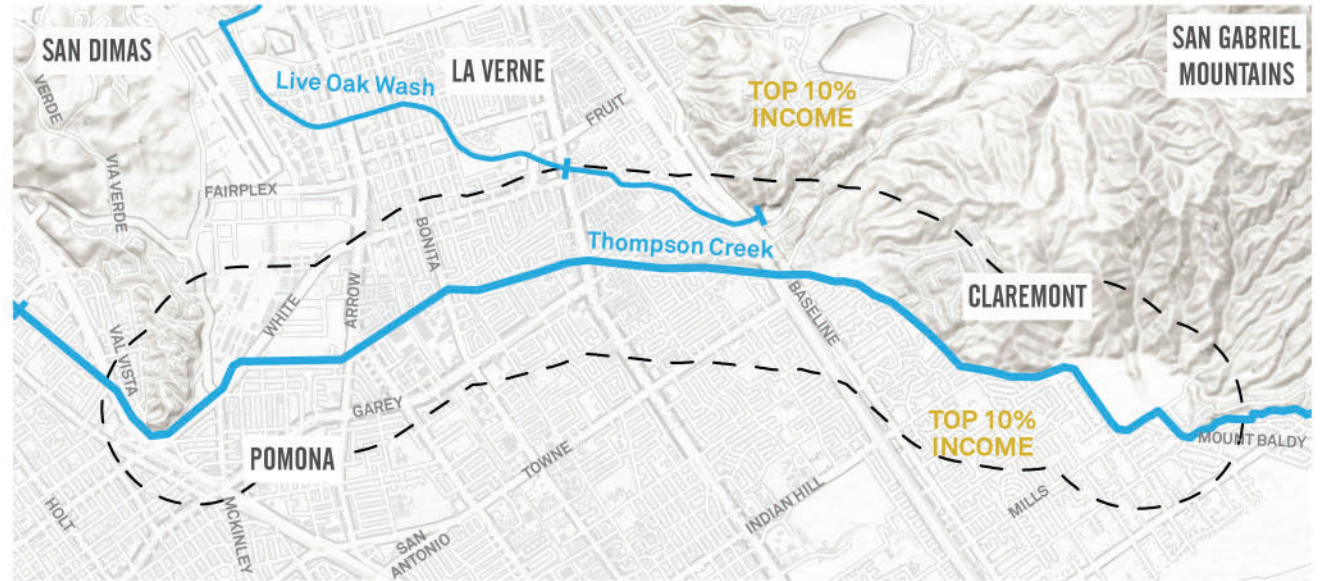 SAN DIMAS
LA VERNE
SAN GABRIEL
MOUNTAINS
Live Oak Wash
TOP 10%
INCOME
VERDE
FRUIT
VIA VERDE
FAIRPLEX
BONITA
Thompson Creek
WHITE
ARROW
BASELINE
CLAREMONT
VAL VISTA
GAREY
TOP 10%
INCOME
MOUNT BALDY
POMONA
TOWNE
HOLT
MCKINLEY
SAN
ANTONIO
INDIAN HILL
MILLS